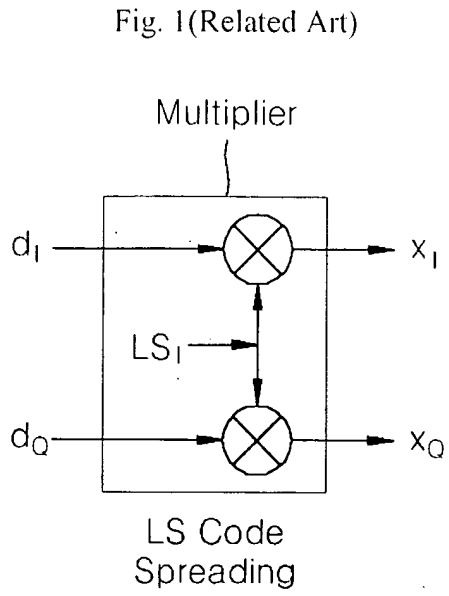 Fig. 1(Related Art)
Multiplier
d_I
x_I
LS_I
d_Q
x_Q
LS Code
Spreading